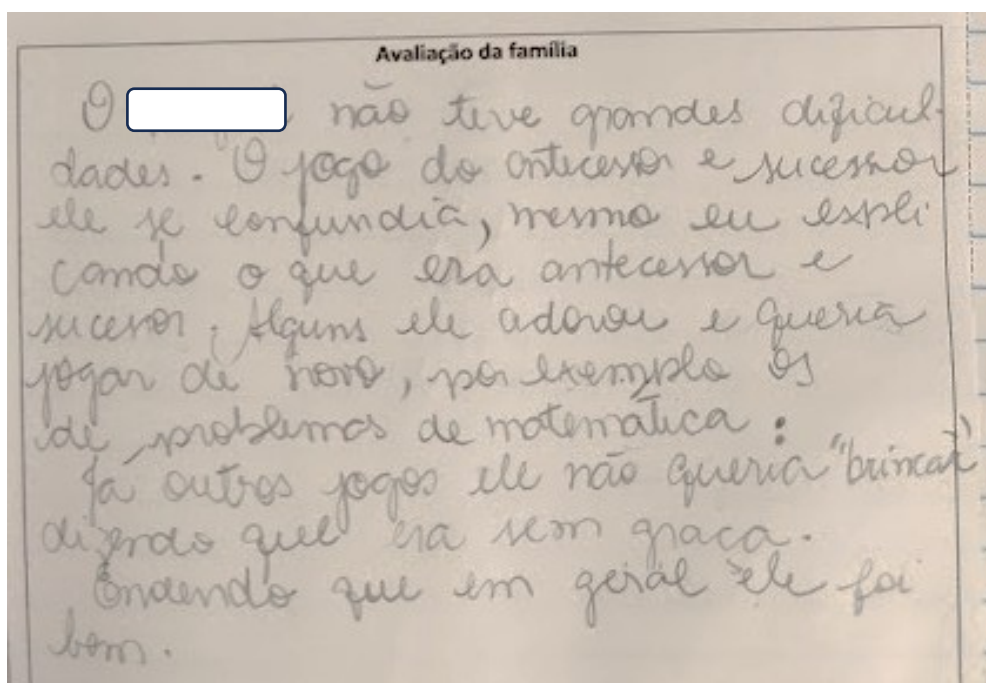 Avaliação da família
O não teve grandes dificul-
dades. O jogo do antecessor e sucessor
ele se confundia, mesmo eu expli
cando o que era antecessor e
sucessor. Alguns ele adorou e queria
jogar de novo, por exemplo os
de problemas de matemática.
Já outros jogos ele não queria "brincar"
dizendo que era sem graça.
Endendo que em geral ele foi
bem.